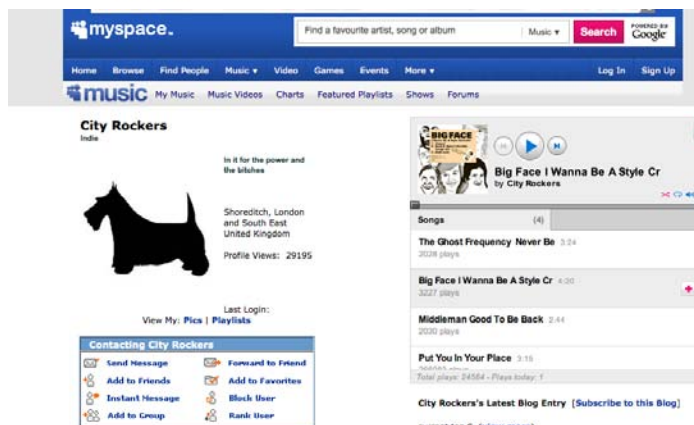 myspace.
Find a favourite artist, song or album
Music ▾
Search
POWERED BY
Google
Home Browse Find People Music ▾ Video Games Events More ▾ Log In Sign Up
music My Music Music Videos Charts Featured Playlists Shows Forums
City Rockers
Indie
In it for the power and
the bitches
Shoreditch, London
and South East
United Kingdom
Profile Views: 29195
Last Login:
View My: Pics | Playlists
Contacting City Rockers
Send Message Forward to Friend
Add to Friends Add to Favorites
Instant Message Block User
Add to Group Rank User
BIG FACE
Big Face I Wanna Be A Style Cr
by City Rockers
Songs (4)
The Ghost Frequency Never Be 3:24
2028 plays
Big Face I Wanna Be A Style Cr 4:20
3227 plays
Middleman Good To Be Back 2:44
2030 plays
Put You In Your Place 3:16
Total plays: 24584 - Plays today: 1
City Rockers's Latest Blog Entry [Subscribe to this Blog]